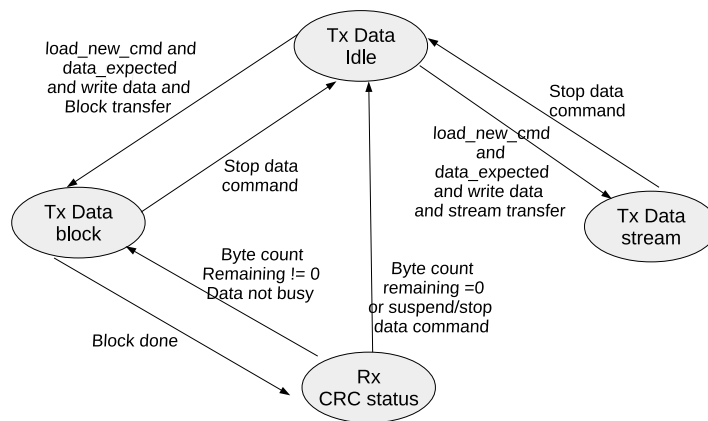 Tx Data
Idle
load_new_cmd and
data_expected
and write data and
Block transfer
Stop data
command
load_new_cmd
and
data_expected
and write data
and stream transfer
Stop data
command
Tx Data
block
Tx Data
stream
Byte count
Remaining != 0
Data not busy
Byte count
remaining =0
or suspend/stop
data command
Block done
Rx
CRC status